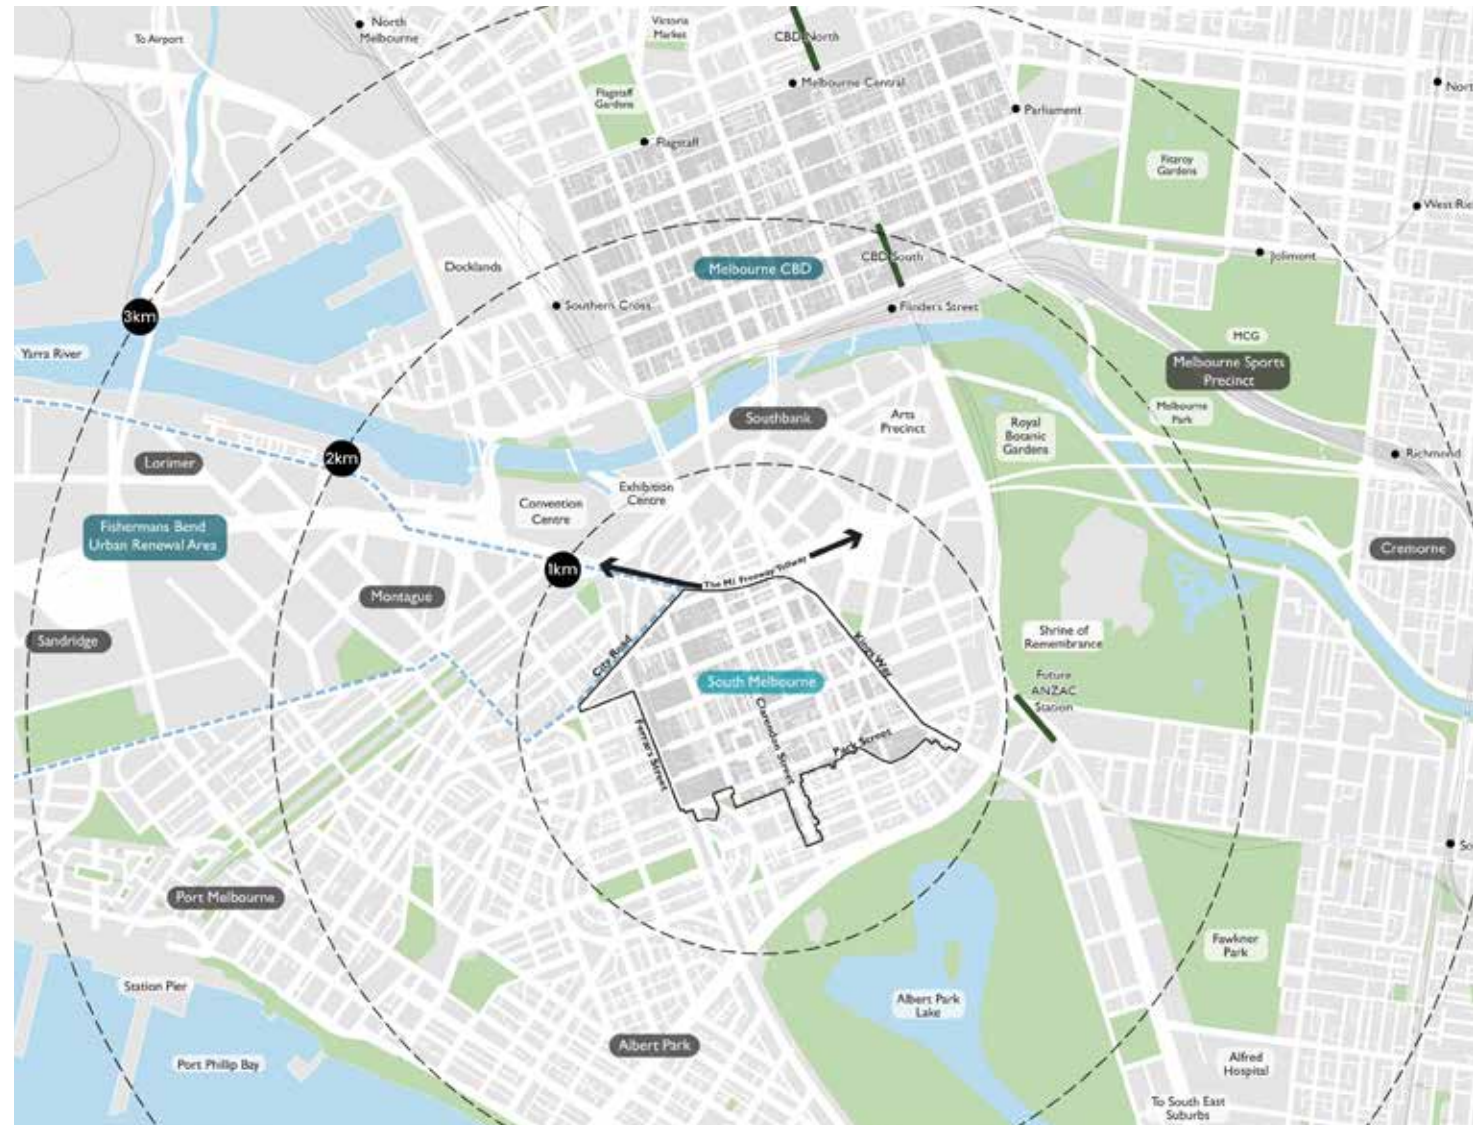 To Airport
North
Melbourne
Victoria
Market
CBD North
Melbourne Central
Flagstaff
Gardens
Parliament
Flagstaff
Fitzroy
Gardens
Jolimont
Docklands
Melbourne CBD
CBD South
Southern Cross
Flinders Street
3km
Yarra River
MCG
Melbourne Sports
Precinct
Melbourne
Park
Southbank
Arts
Precinct
Royal
Botanic
Gardens
Richmond
2km
Lorimer
Exhibition
Centre
Convention
Centre
Fishermans Bend
Urban Renewal Area
Cremorne
1km
The M1 Freeway Tollway
Montague
Sandridge
City Road
Kings Way
Shrine of
Remembrance
South Melbourne
Future
ANZAC
Station
Clarendon Street
Park Street
Ferrars Street
Port Melbourne
Fawkner
Park
Station Pier
Albert Park
Lake
Albert Park
Port Phillip Bay
Alfred
Hospital
To South East
Suburbs